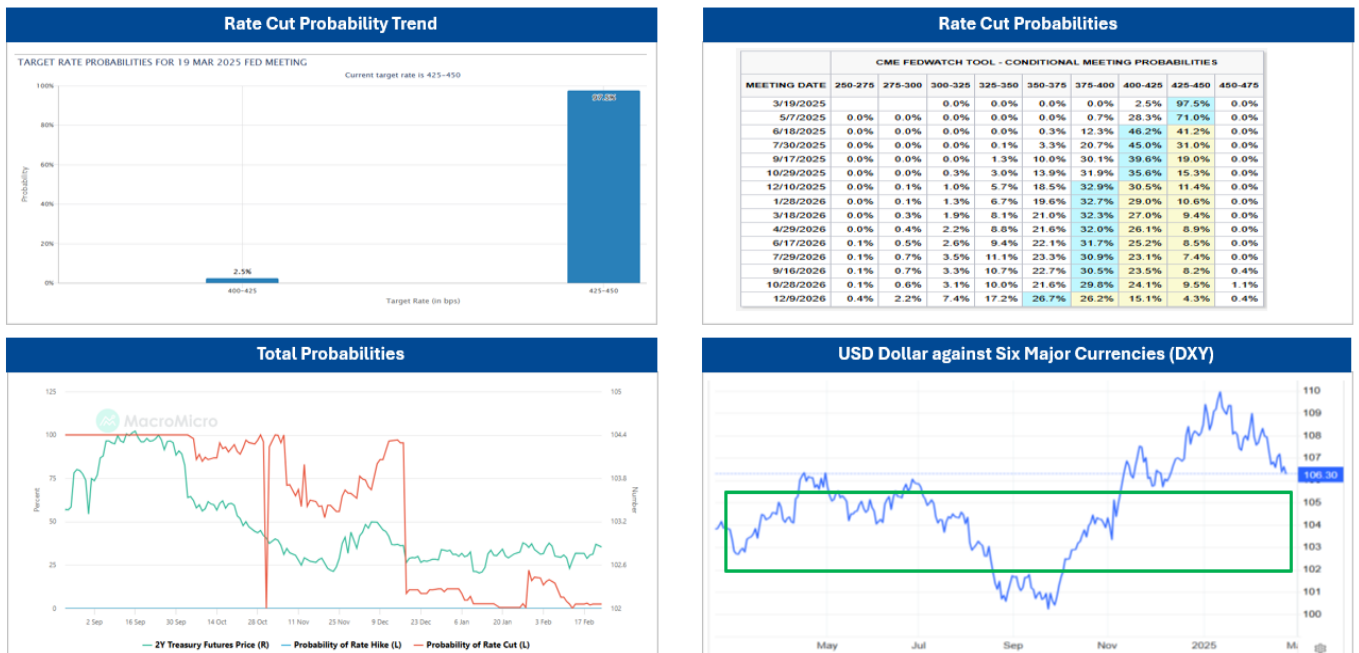 Rate Cut Probability Trend
TARGET RATE PROBABILITIES FOR 19 MAR 2025 FED MEETING
Current target rate is 425–450
100%
80%
60%
40%
20%
0%
Probability
97.5%
2.5%
400–425
425–450
Target Rate (in bps)
Rate Cut Probabilities
CME FEDWATCH TOOL - CONDITIONAL MEETING PROBABILITIES
MEETING DATE 250-275 275-300 300-325 325-350 350-375 375-400 400-425 425-450 450-475
3/19/2025 0.0% 0.0% 0.0% 0.0% 2.5% 97.5% 0.0%
5/7/2025 0.0% 0.0% 0.0% 0.0% 0.0% 0.7% 28.3% 71.0% 0.0%
6/18/2025 0.0% 0.0% 0.0% 0.0% 0.3% 12.3% 46.2% 41.2% 0.0%
7/30/2025 0.0% 0.0% 0.0% 0.1% 3.3% 20.7% 45.0% 31.0% 0.0%
9/17/2025 0.0% 0.0% 0.0% 1.3% 10.0% 30.1% 39.6% 19.0% 0.0%
10/29/2025 0.0% 0.0% 0.3% 3.0% 13.9% 31.9% 35.6% 15.3% 0.0%
12/10/2025 0.0% 0.1% 1.0% 5.7% 18.5% 32.9% 30.5% 11.4% 0.0%
1/28/2026 0.0% 0.1% 1.3% 6.7% 19.6% 32.7% 29.0% 10.6% 0.0%
3/18/2026 0.0% 0.3% 1.9% 8.1% 21.0% 32.3% 27.0% 9.4% 0.0%
4/29/2026 0.0% 0.4% 2.2% 8.8% 21.6% 32.0% 26.1% 8.9% 0.0%
6/17/2026 0.1% 0.5% 2.6% 9.4% 22.1% 31.7% 25.2% 8.5% 0.0%
7/29/2026 0.1% 0.7% 3.5% 11.1% 23.3% 30.9% 23.1% 7.4% 0.0%
9/16/2026 0.1% 0.7% 3.3% 10.7% 22.7% 30.5% 23.5% 8.2% 0.4%
10/28/2026 0.1% 0.6% 3.1% 10.0% 21.6% 29.8% 24.1% 9.5% 1.1%
12/9/2026 0.4% 2.2% 7.4% 17.2% 26.7% 26.2% 15.1% 4.3% 0.4%
Total Probabilities
MacroMicro
125
100
75
50
25
0
Percent
105
104.4
103.8
103.2
102.6
102
Number
2 Sep 16 Sep 30 Sep 14 Oct 28 Oct 11 Nov 25 Nov 9 Dec 23 Dec 6 Jan 20 Jan 3 Feb 17 Feb
2Y Treasury Futures Price (R) Probability of Rate Hike (L) Probability of Rate Cut (L)
USD Dollar against Six Major Currencies (DXY)
110
109
108
107
106.30
105
104
103
102
101
100
May Jul Sep Nov 2025